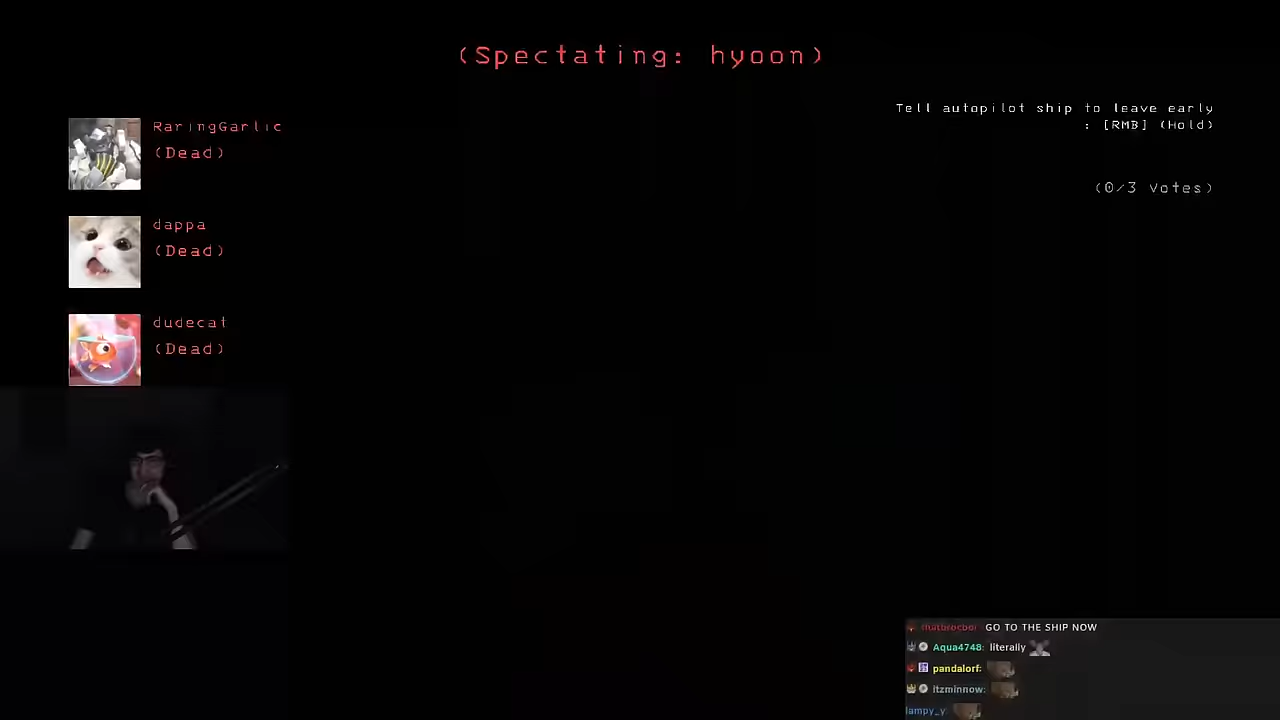 (Spectating: hyoon)
Tell autopilot ship to leave early
: [RMB] (Hold)
(0/3 Votes)
RaringGarlic
(Dead)
dappa
(Dead)
dudecat
(Dead)
GO TO THE SHIP NOW
Aqua4748: literally
pandalorf:
itzminnow:
lampy_y: